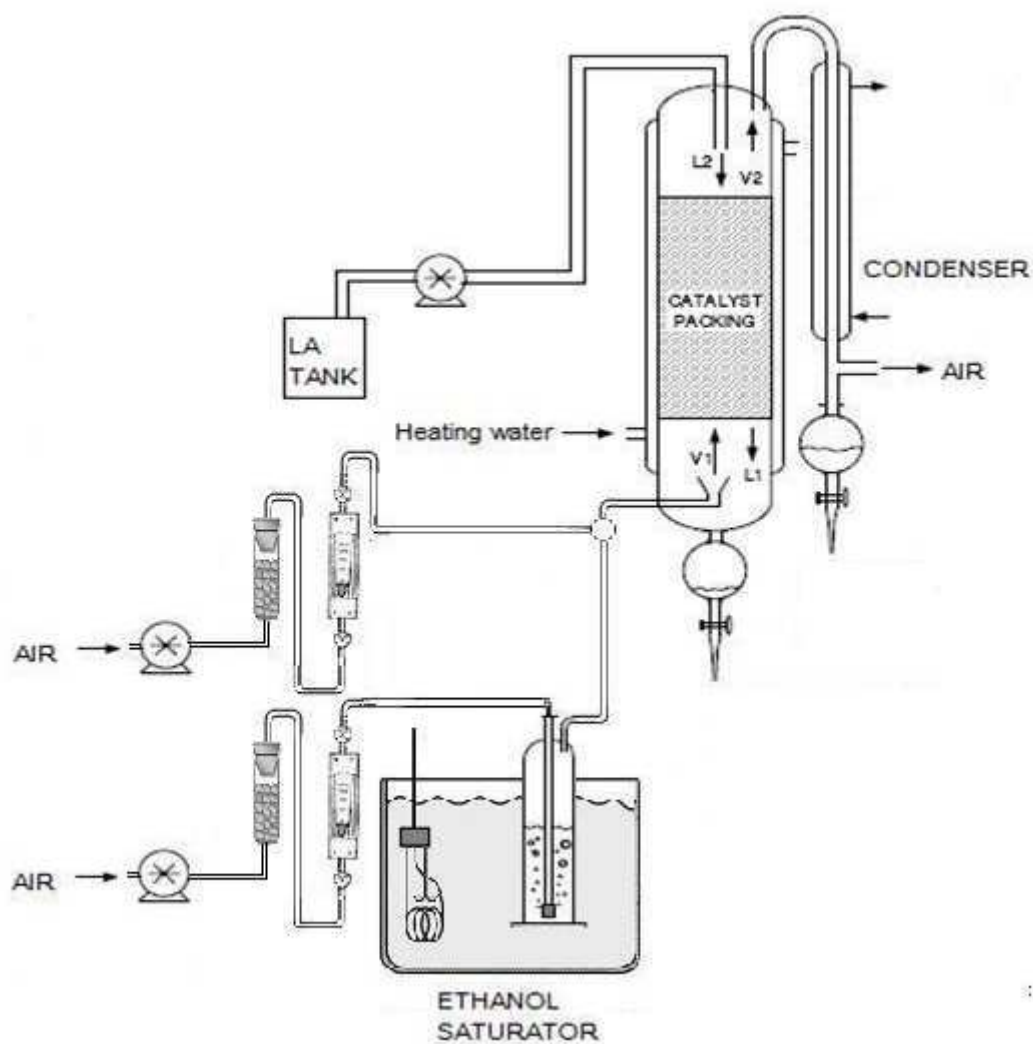 L2
V2
CONDENSER
CATALYST
PACKING
LA
TANK
AIR
Heating water
V1
L1
AIR
AIR
ETHANOL
SATURATOR
: